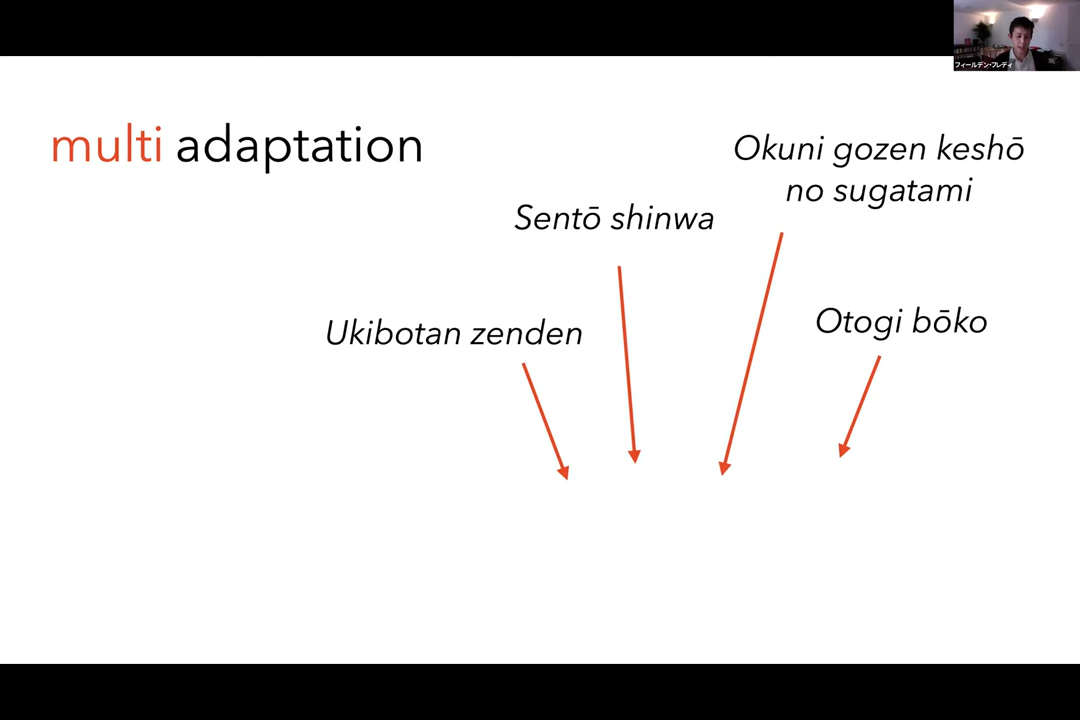 multi adaptation
Okuni gozen keshō
no sugatami
Sentō shinwa
Otogi bōko
Ukibotan zenden
フィールデン・フレディ